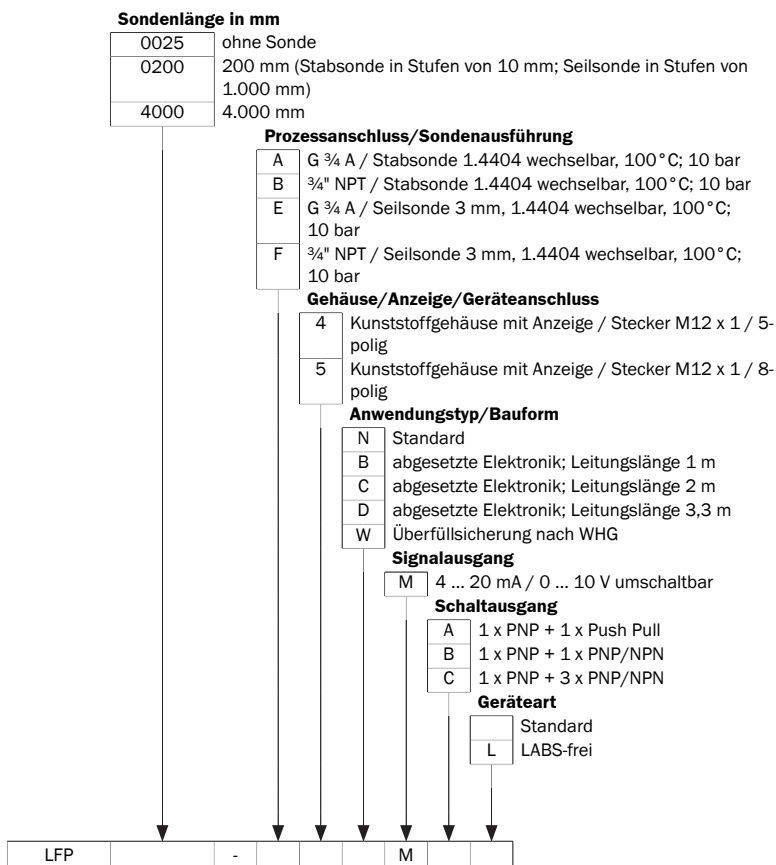 Sondenlänge in mm
0025 ohne Sonde
0200 200 mm (Stabsonde in Stufen von 10 mm; Seilsonde in Stufen von
1.000 mm)
4000 4.000 mm
Prozessanschluss/Sondenausführung
A G ¾ A / Stabsonde 1.4404 wechselbar, 100°C; 10 bar
B ¾" NPT / Stabsonde 1.4404 wechselbar, 100°C; 10 bar
E G ¾ A / Seilsonde 3 mm, 1.4404 wechselbar, 100°C;
10 bar
F ¾" NPT / Seilsonde 3 mm, 1.4404 wechselbar, 100°C;
10 bar
Gehäuse/Anzeige/Geräteanschluss
4 Kunststoffgehäuse mit Anzeige / Stecker M12 x 1 / 5-
polig
5 Kunststoffgehäuse mit Anzeige / Stecker M12 x 1 / 8-
polig
Anwendungstyp/Bauform
N Standard
B abgesetzte Elektronik; Leitungslänge 1 m
C abgesetzte Elektronik; Leitungslänge 2 m
D abgesetzte Elektronik; Leitungslänge 3,3 m
W Überfüllsicherung nach WHG
Signalausgang
M 4 ... 20 mA / 0 ... 10 V umschaltbar
Schaltausgang
A 1 x PNP + 1 x Push Pull
B 1 x PNP + 1 x PNP/NPN
C 1 x PNP + 3 x PNP/NPN
Geräteart
Standard
L LABS-frei
LFP - M